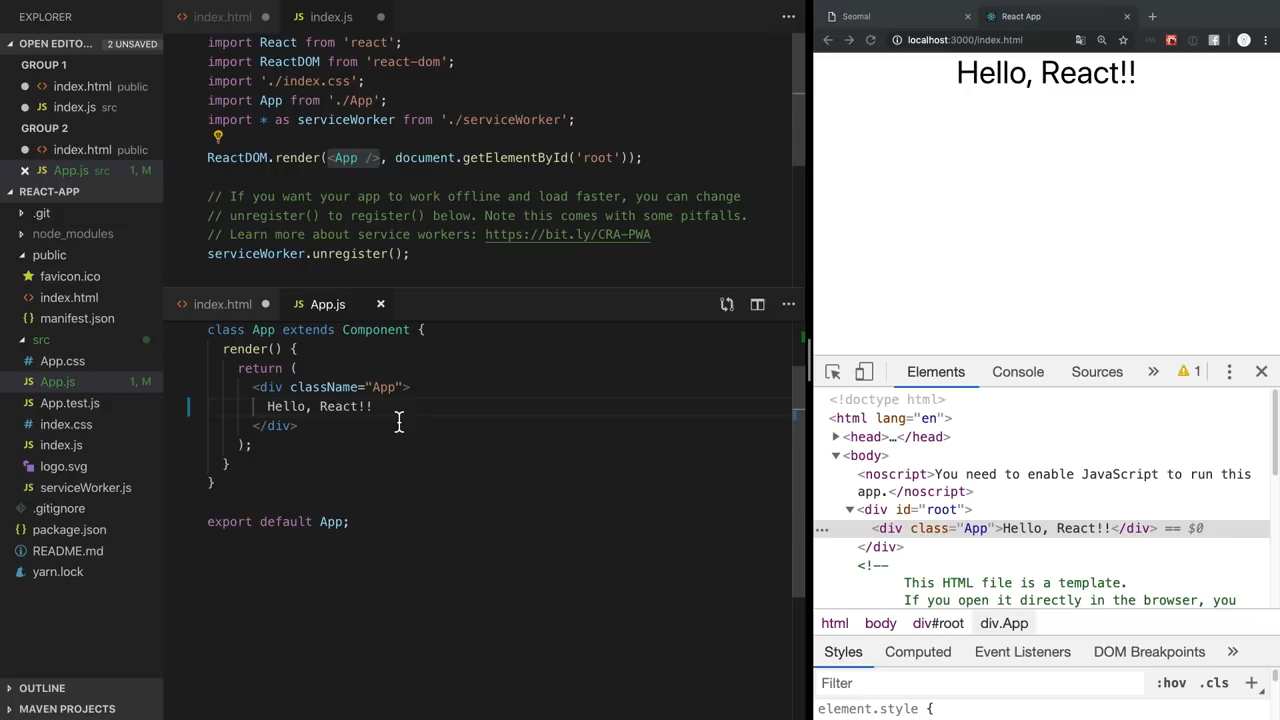 EXPLORER
OPEN EDITO... 2 UNSAVED
GROUP 1
index.html public
index.js src
GROUP 2
index.html public
App.js src 1, M
REACT-APP
.git
node_modules
public
favicon.ico
index.html
manifest.json
src
App.css
App.js 1, M
App.test.js
index.css
index.js
logo.svg
serviceWorker.js
.gitignore
package.json
README.md
yarn.lock
OUTLINE
MAVEN PROJECTS
index.html
JS index.js
import React from 'react';
import ReactDOM from 'react-dom';
import './index.css';
import App from './App';
import * as serviceWorker from './serviceWorker';
ReactDOM.render(<App />, document.getElementById('root'));
// If you want your app to work offline and load faster, you can change
// unregister() to register() below. Note this comes with some pitfalls.
// Learn more about service workers: https://bit.ly/CRA-PWA
serviceWorker.unregister();
index.html
JS App.js
class App extends Component {
render() {
return (
<div className="App">
Hello, React!!
</div>
);
}
}
export default App;
Seomal
React App
localhost:3000/index.html
Hello, React!!
Elements Console Sources 1
<!doctype html>
<html lang="en">
<head>…</head>
<body>
<noscript>You need to enable JavaScript to run this
app.</noscript>
<div id="root">
<div class="App">Hello, React!!</div> == $0
</div>
<!--
This HTML file is a template.
If you open it directly in the browser, you
html body div#root div.App
Styles Computed Event Listeners DOM Breakpoints
Filter :hov .cls
element.style {